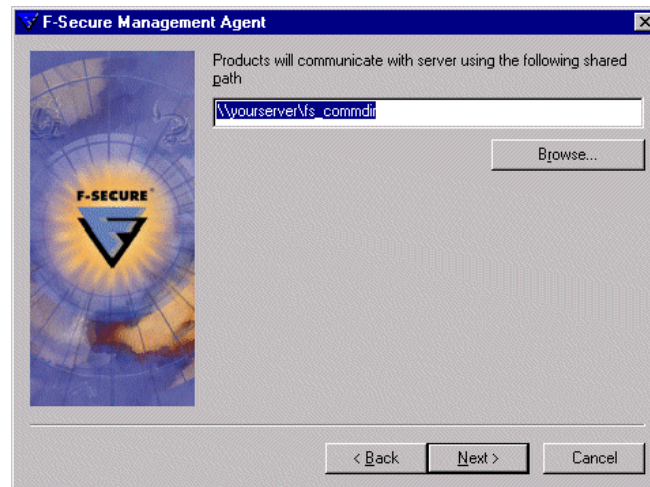 F-Secure Management Agent
Products will communicate with server using the following shared
path
\\yourserver\fs_commdir
Browse...
F-SECURE®
< Back
Next >
Cancel